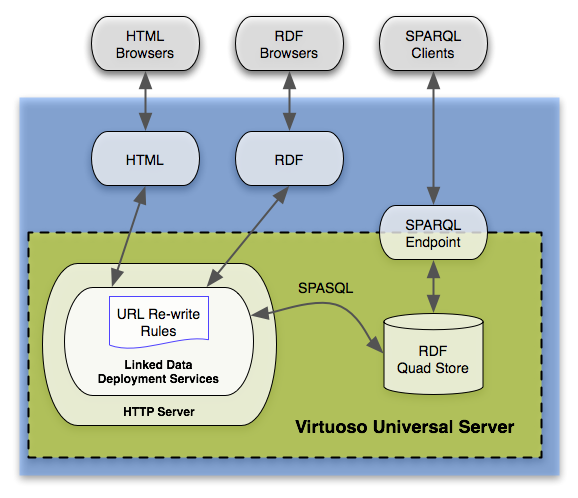 HTML
Browsers
RDF
Browsers
SPARQL
Clients
HTML
RDF
SPARQL
Endpoint
SPASQL
URL Re-write
Rules
Linked Data
Deployment Services
HTTP Server
RDF
Quad Store
Virtuoso Universal Server